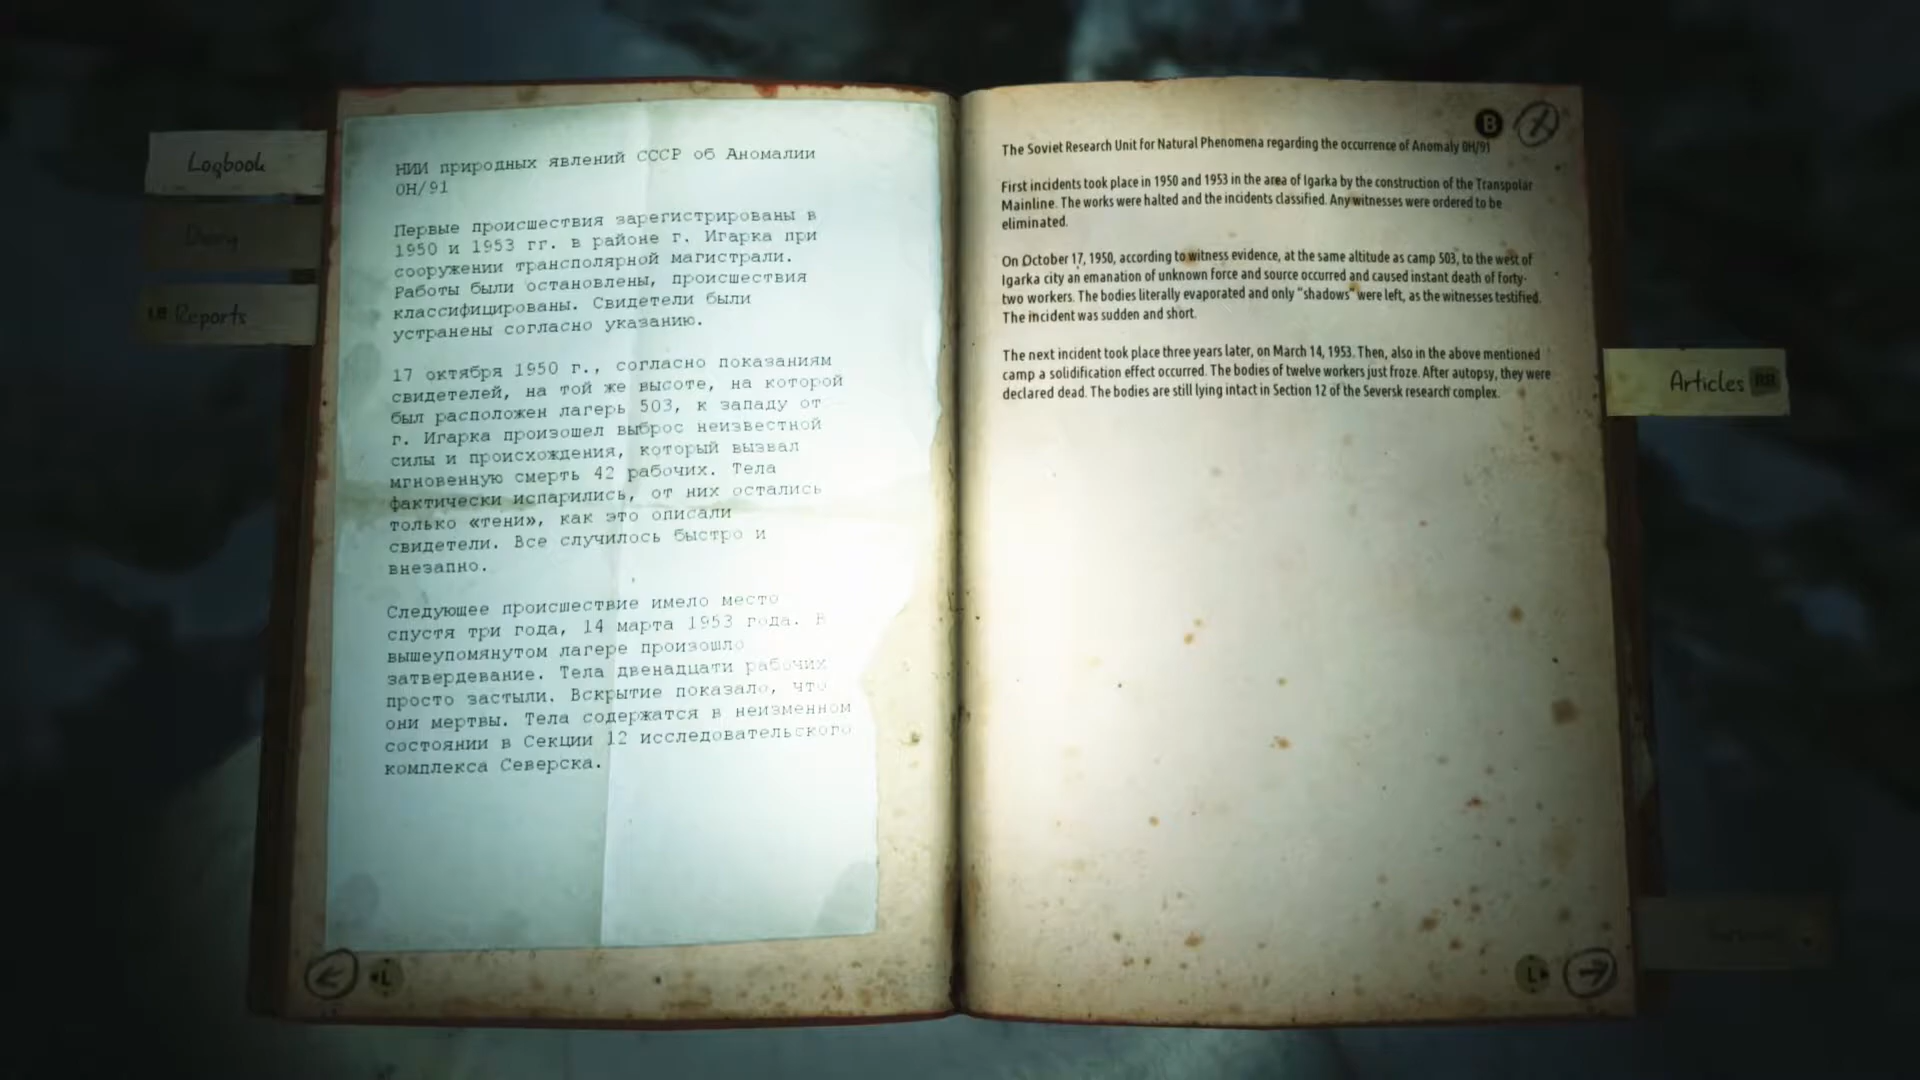 Logbook
Diary
LB Reports
НИИ природных явлений СССР об Аномалии
ОН/91
Первые происшествия зарегистрированы в
1950 и 1953 гг. в районе г. Игарка при
сооружении трансполярной магистрали.
Работы были остановлены, происшествия
классифицированы. Свидетели были
устранены согласно указанию.
17 октября 1950 г., согласно показаниям
свидетелей, на той же высоте, на которой
был расположен лагерь 503, к западу от
г. Игарка произошел выброс неизвестной
силы и происхождения, который вызвал
мгновенную смерть 42 рабочих. Тела
фактически испарились, от них остались
только «тени», как это описали
свидетели. Все случилось быстро и
внезапно.
Следующее происшествие имело место
спустя три года, 14 марта 1953 года. В
вышеупомянутом лагере произошло
затвердевание. Тела двенадцати рабочих
просто застыли. Вскрытие показало, что
они мертвы. Тела содержатся в неизменном
состоянии в Секции 12 исследовательского
комплекса Северска.
L
B
The Soviet Research Unit for Natural Phenomena regarding the occurrence of Anomaly 0H/91
First incidents took place in 1950 and 1953 in the area of Igarka by the construction of the Transpolar
Mainline. The works were halted and the incidents classified. Any witnesses were ordered to be
eliminated.
On October 17, 1950, according to witness evidence, at the same altitude as camp 503, to the west of
Igarka city an emanation of unknown force and source occurred and caused instant death of forty-
two workers. The bodies literally evaporated and only "shadows" were left, as the witnesses testified.
The incident was sudden and short.
The next incident took place three years later, on March 14, 1953. Then, also in the above mentioned
camp a solidification effect occurred. The bodies of twelve workers just froze. After autopsy, they were
declared dead. The bodies are still lying intact in Section 12 of the Seversk research complex.
Articles RB
L